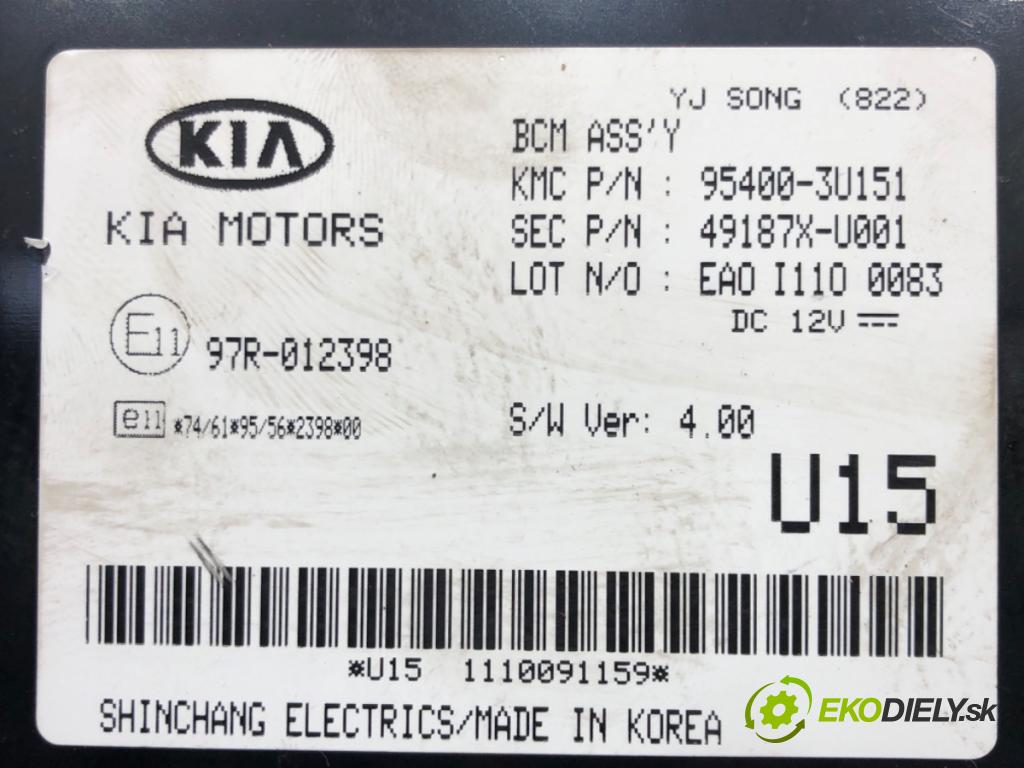 YJ SONG (822)
KIA
BCM ASS'Y
KMC P/N : 95400-3U151
KIA MOTORS
SEC P/N : 49187X-U001
LOT N/O : EAO I110 0083
DC 12V
E11
97R-012398
e11 *74/61*95/56*2398*00
S/W Ver: 4.00
U15
*U15 1110091159*
SHINCHANG ELECTRICS/MADE IN KOREA
EKODIELY.sk